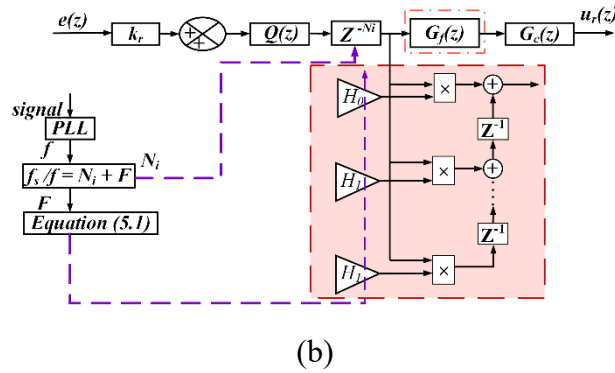 e(z)
k_r
+
+
Q(z)
Z^{-Ni}
G_f(z)
G_c(z)
u_r(z)
signal
PLL
f
f_s /f = N_i + F
N_i
F
Equation (5.1)
H_0
×
+
Z^{-1}
H_1
×
+
Z^{-1}
H_l
×
(b)